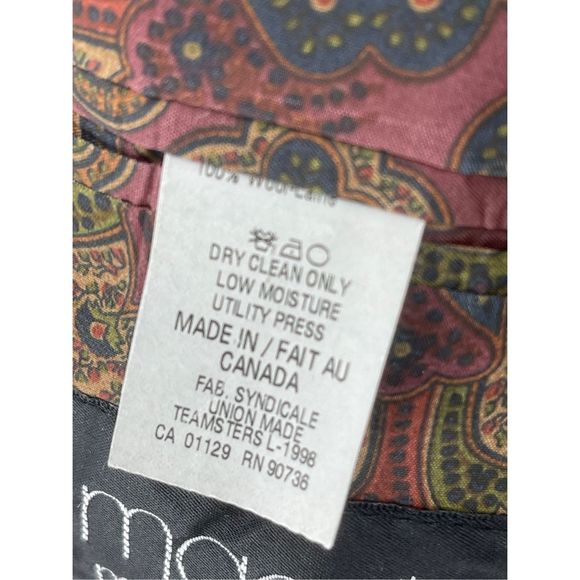 100% Wool-Laine
DRY CLEAN ONLY
LOW MOISTURE
UTILITY PRESS
MADE IN / FAIT AU
CANADA
FAB. SYNDICALE
UNION MADE
TEAMSTERS L-1998
CA 01129 RN 90736